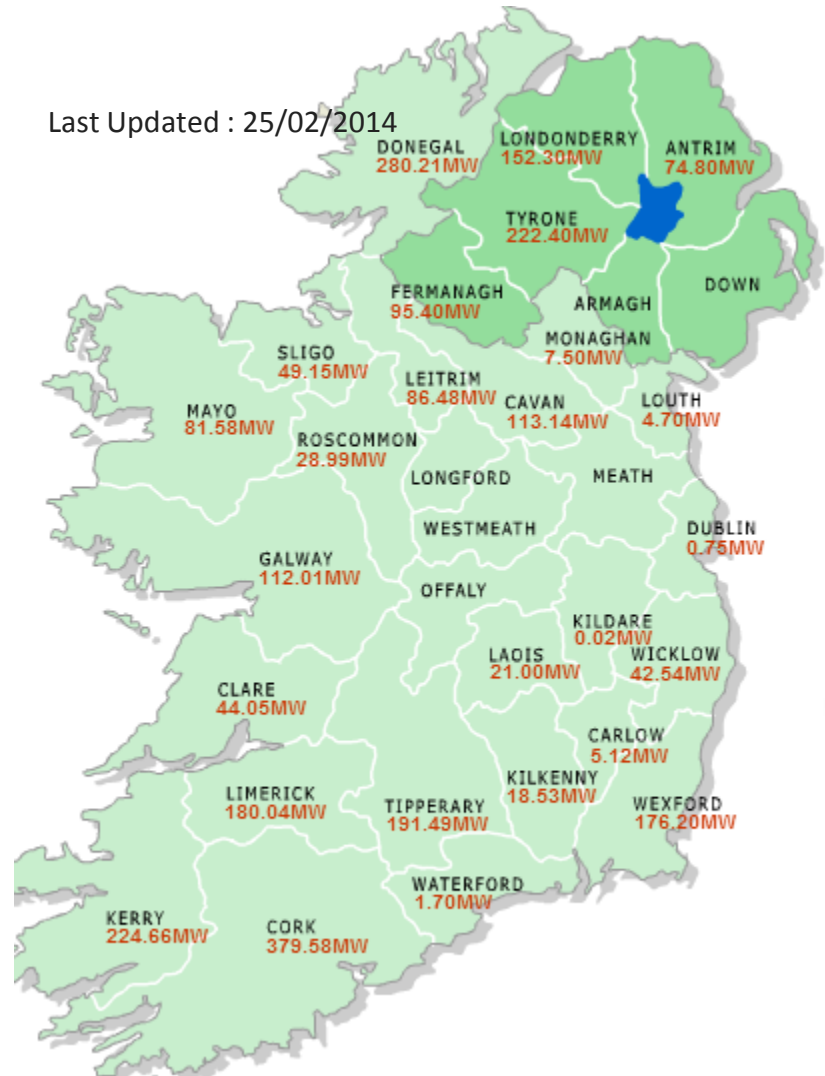 Last Updated : 25/02/2014
DONEGAL
280.21MW
LONDONDERRY
152.30MW
ANTRIM
74.80MW
TYRONE
222.40MW
FERMANAGH
95.40MW
ARMAGH
DOWN
MONAGHAN
7.50MW
SLIGO
49.15MW
LEITRIM
86.48MW
CAVAN
113.14MW
LOUTH
4.70MW
MAYO
81.58MW
ROSCOMMON
28.99MW
LONGFORD
MEATH
WESTMEATH
DUBLIN
0.75MW
GALWAY
112.01MW
OFFALY
KILDARE
0.02MW
LAOIS
21.00MW
WICKLOW
42.54MW
CLARE
44.05MW
CARLOW
5.12MW
LIMERICK
180.04MW
TIPPERARY
191.49MW
KILKENNY
18.53MW
WEXFORD
176.20MW
WATERFORD
1.70MW
KERRY
224.66MW
CORK
379.58MW